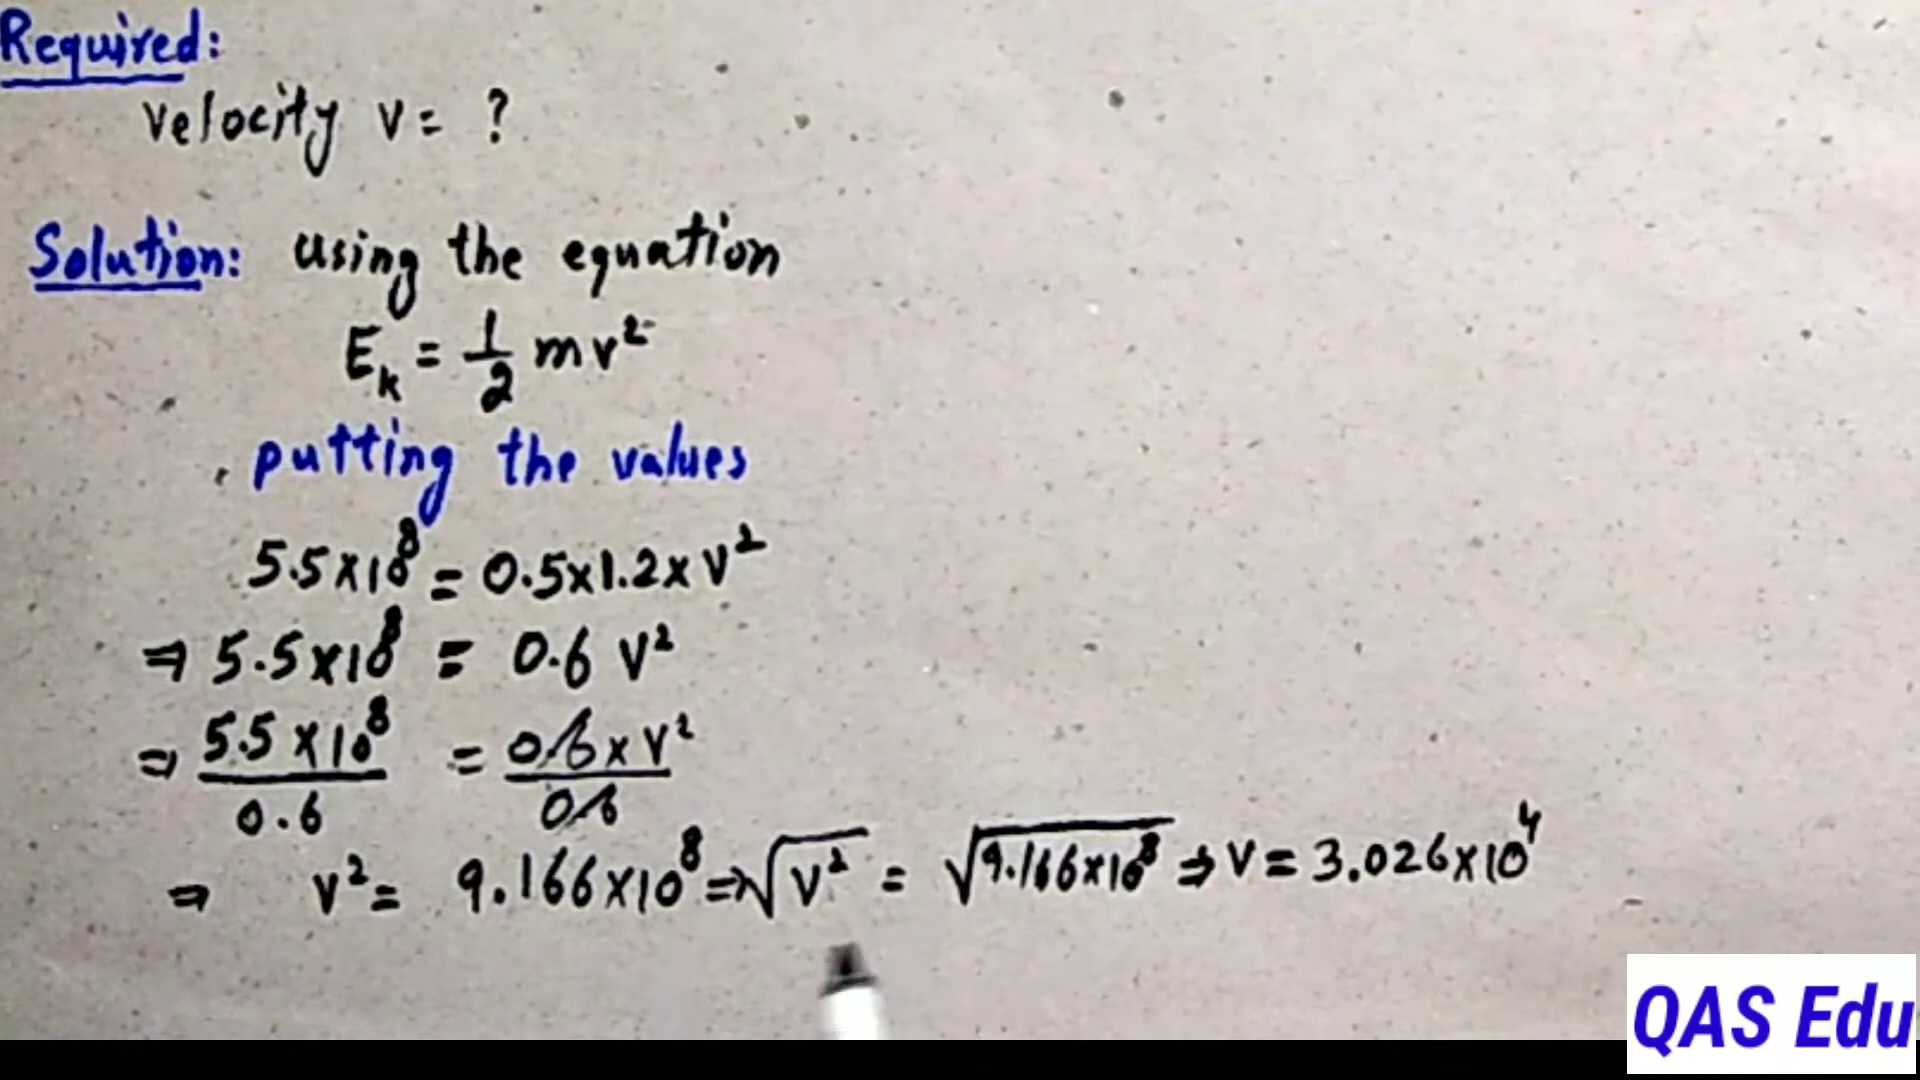 Required:
velocity v = ?
Solution: using the equation
Eₖ = 1/2 mv²
putting the values
5.5×10⁸ = 0.5×1.2× v²
⇒ 5.5×10⁸ = 0.6 v²
⇒ 5.5×10⁸/0.6 = 0.6×v²/0.6
⇒ v² = 9.166×10⁸ ⇒ √v² = √9.166×10⁸ ⇒ v = 3.026×10⁴
QAS Edu